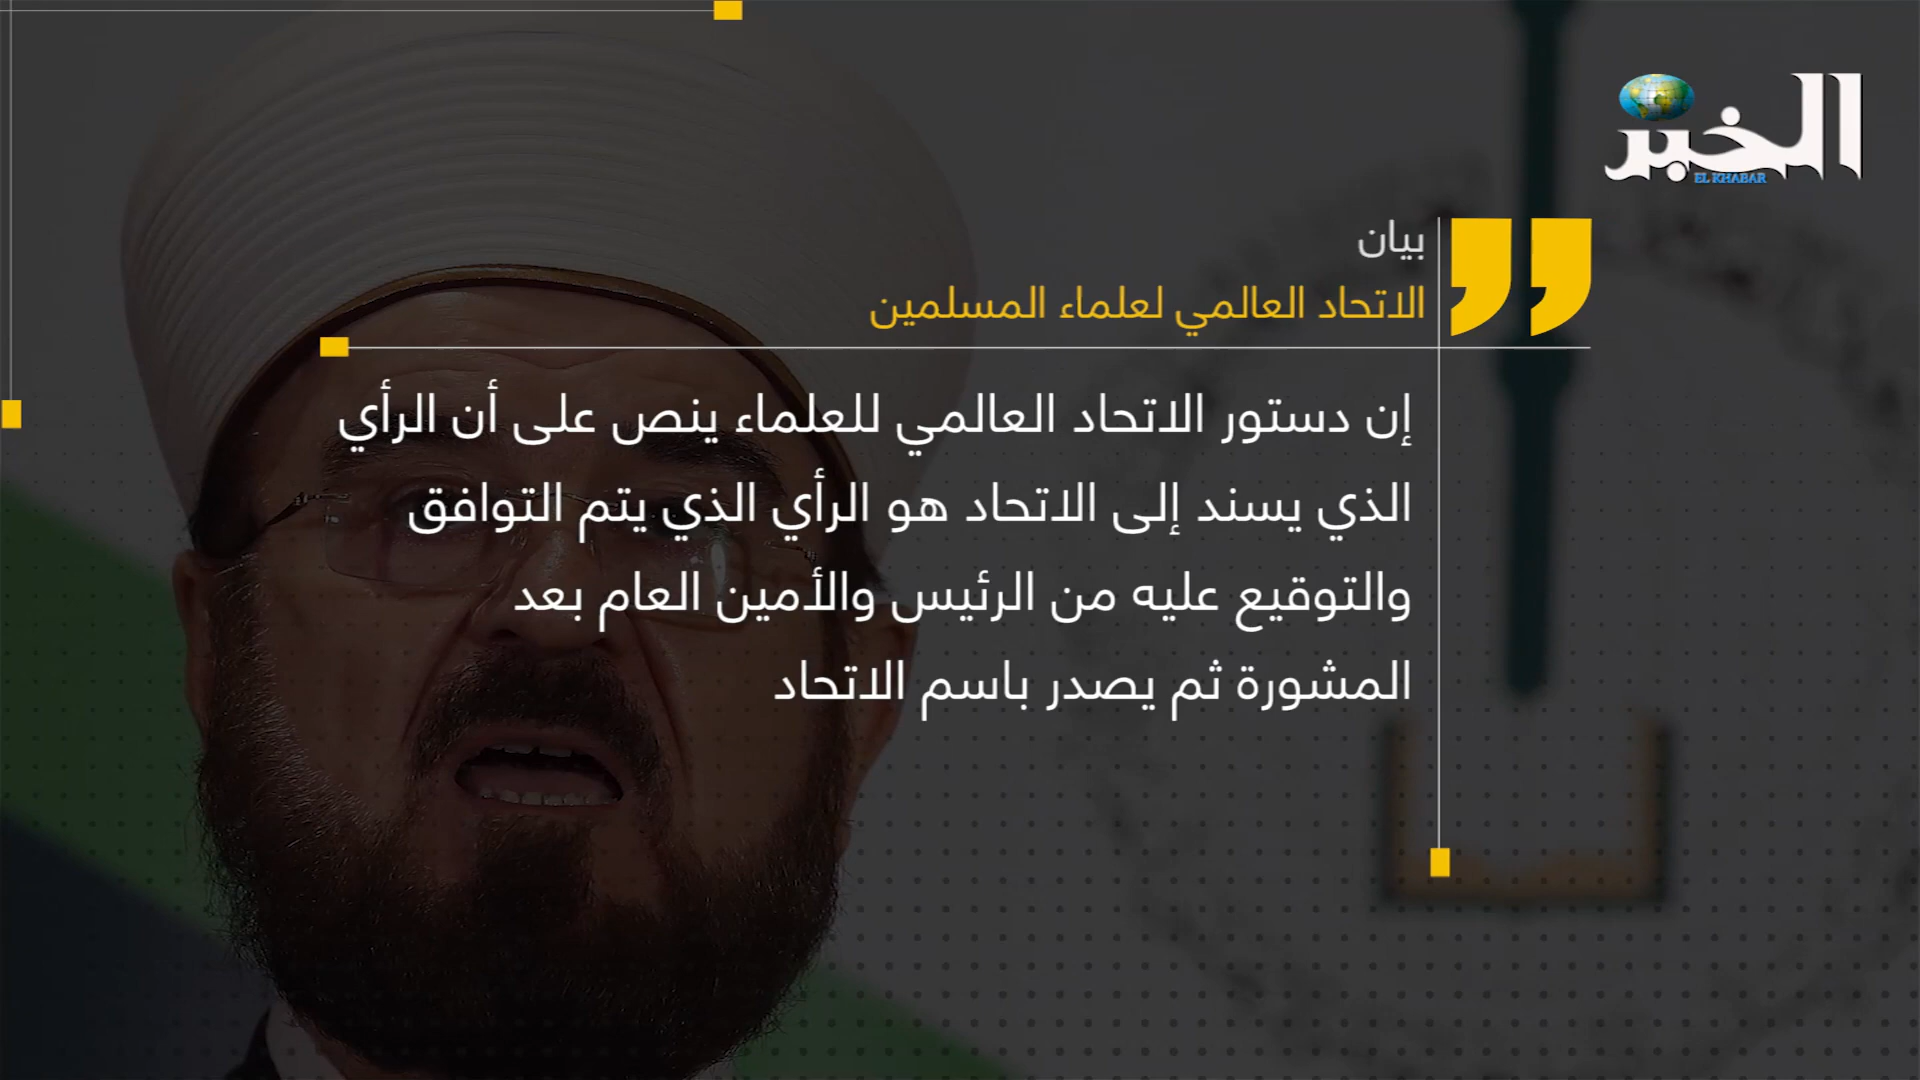 الخبر
EL KHABAR
بيان
الاتحاد العالمي لعلماء المسلمين
إن دستور الاتحاد العالمي للعلماء ينص على أن الرأي
الذي يسند إلى الاتحاد هو الرأي الذي يتم التوافق
والتوقيع عليه من الرئيس والأمين العام بعد
المشورة ثم يصدر باسم الاتحاد